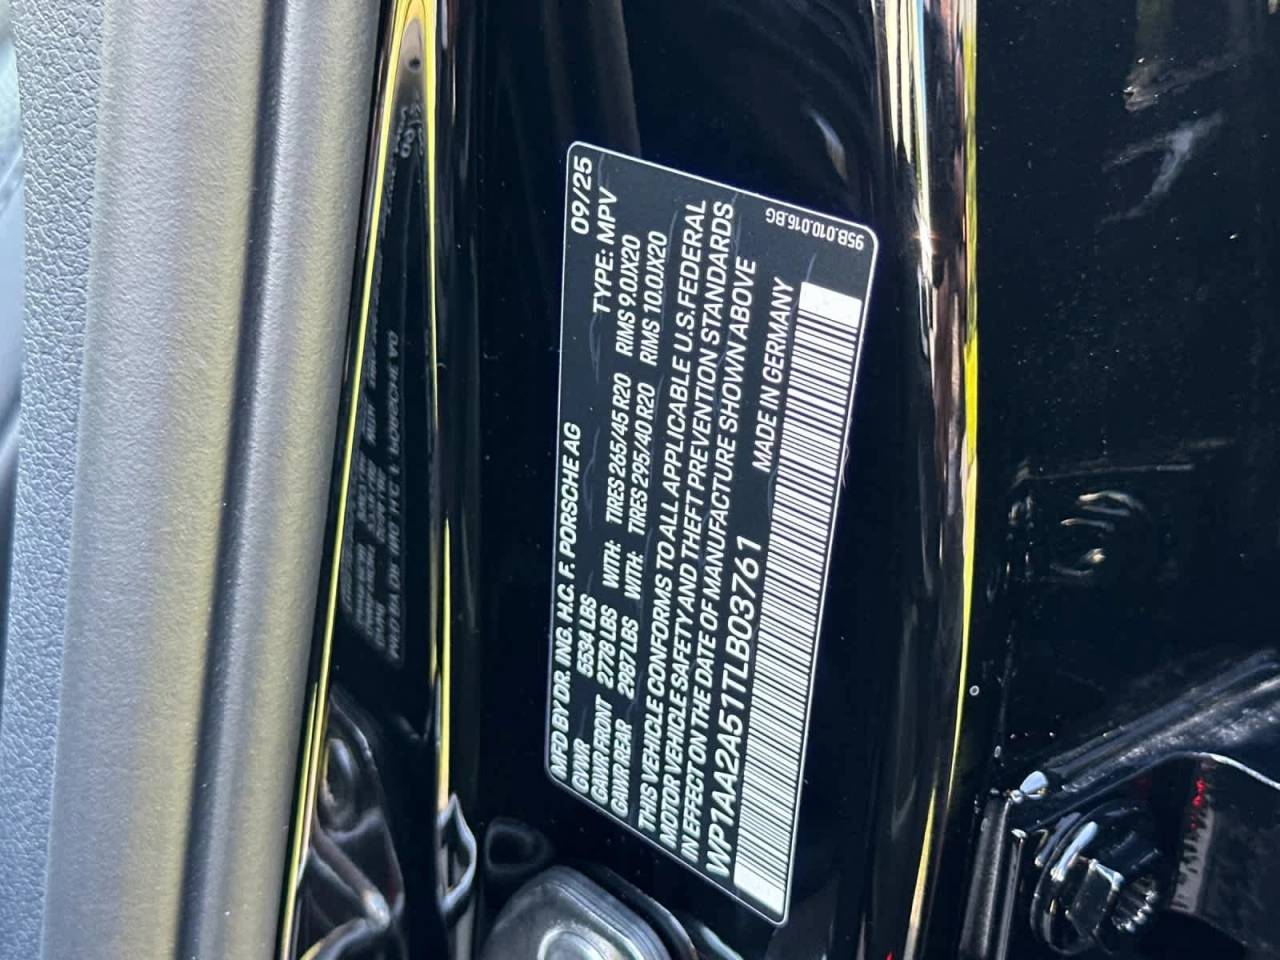 MFD BY DR. ING. H.C. F. PORSCHE AG 09/25
GVWR 5534 LBS TYPE: MPV
GAWR FRONT 2778 LBS WITH: TIRES 265/45 R20 RIMS 9.0JX20
GAWR REAR 2987 LBS WITH: TIRES 295/40 R20 RIMS 10.0JX20
THIS VEHICLE CONFORMS TO ALL APPLICABLE U.S. FEDERAL
MOTOR VEHICLE SAFETY AND THEFT PREVENTION STANDARDS
IN EFFECT ON THE DATE OF MANUFACTURE SHOWN ABOVE
WP1AA2A51TLB03761 MADE IN GERMANY
95B.010.016.BG